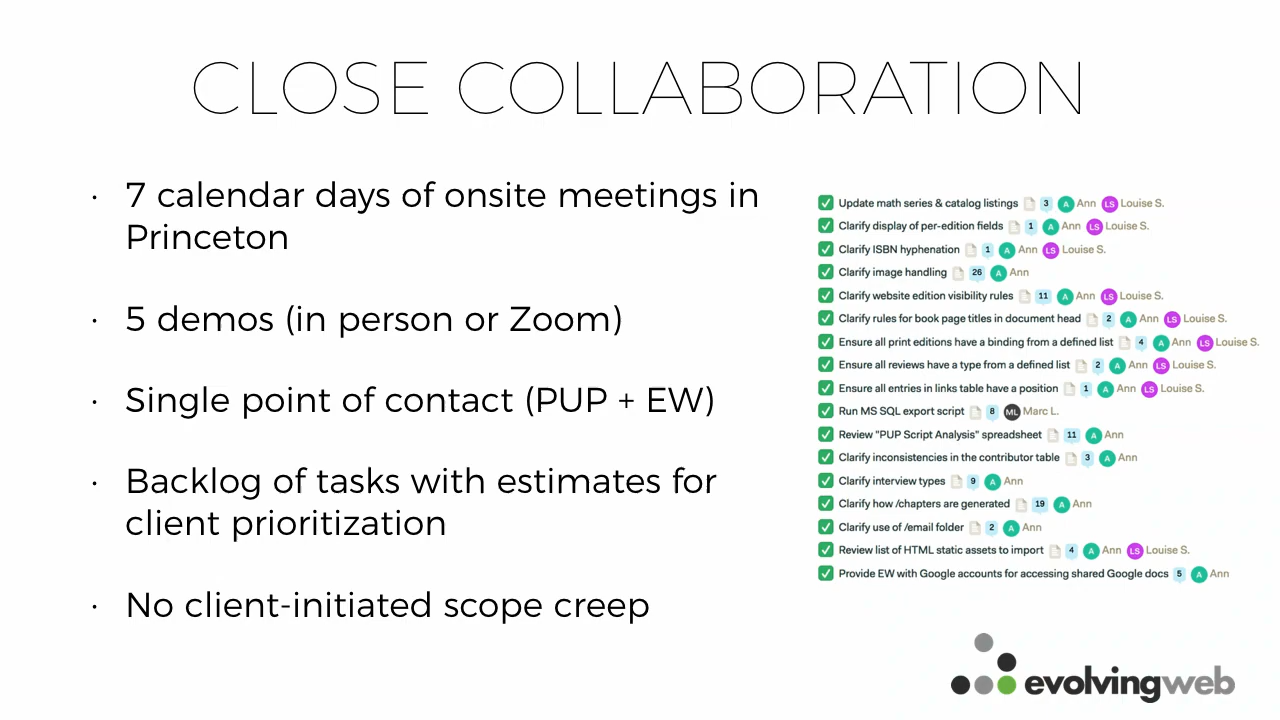 CLOSE COLLABORATION
· 7 calendar days of onsite meetings in
Princeton
· 5 demos (in person or Zoom)
· Single point of contact (PUP + EW)
· Backlog of tasks with estimates for
client prioritization
· No client-initiated scope creep
Update math series & catalog listings 3 A Ann LS Louise S.
Clarify display of per-edition fields 1 A Ann LS Louise S.
Clarify ISBN hyphenation 1 A Ann LS Louise S.
Clarify image handling 26 A Ann
Clarify website edition visibility rules 11 A Ann LS Louise S.
Clarify rules for book page titles in document head 2 A Ann LS Louise S.
Ensure all print editions have a binding from a defined list 4 A Ann LS Louise S.
Ensure all reviews have a type from a defined list 2 A Ann LS Louise S.
Ensure all entries in links table have a position 1 A Ann LS Louise S.
Run MS SQL export script 8 ML Marc L.
Review "PUP Script Analysis" spreadsheet 11 A Ann
Clarify inconsistencies in the contributor table 3 A Ann
Clarify interview types 9 A Ann
Clarify how /chapters are generated 19 A Ann
Clarify use of /email folder 2 A Ann
Review list of HTML static assets to import 4 A Ann LS Louise S.
Provide EW with Google accounts for accessing shared Google docs 5 A Ann
evolvingweb